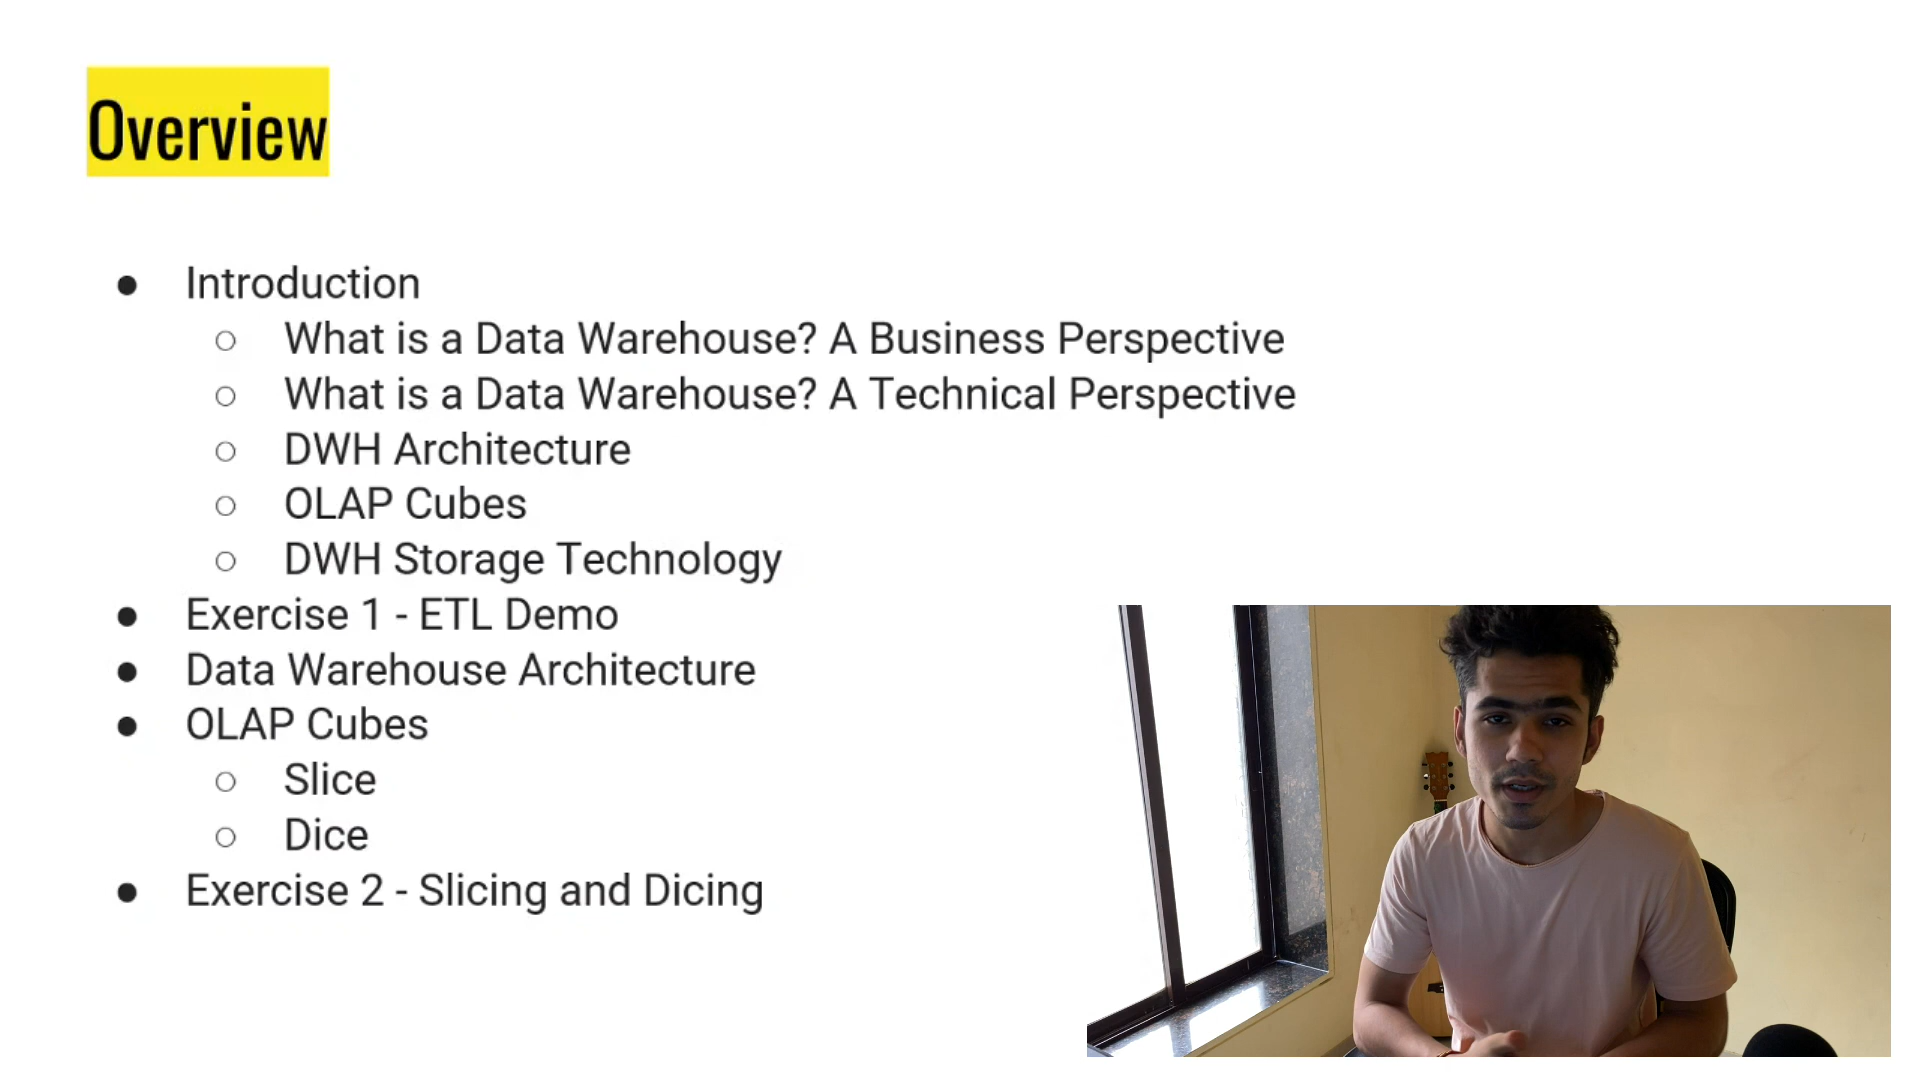 Overview
● Introduction
○ What is a Data Warehouse? A Business Perspective
○ What is a Data Warehouse? A Technical Perspective
○ DWH Architecture
○ OLAP Cubes
○ DWH Storage Technology
● Exercise 1 - ETL Demo
● Data Warehouse Architecture
● OLAP Cubes
○ Slice
○ Dice
● Exercise 2 - Slicing and Dicing